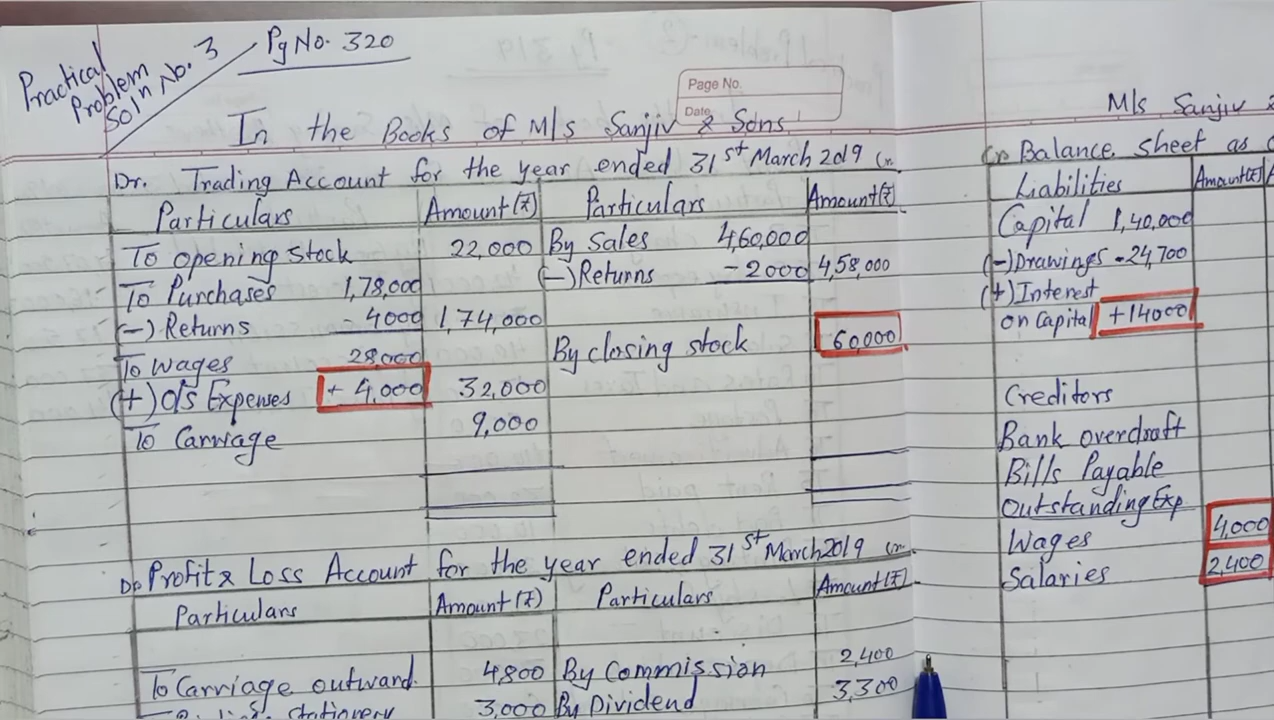 Practical Problem Soln No. 3
Pg No. 320
Page No.
Date
In the Books of M/s Sanjiv & Sons
Dr. Trading Account for the year ended 31st March 2019 Cr.
Particulars Amount(₹) Particulars Amount(₹)
To opening stock 22,000 By Sales 460,000
To Purchases 1,78,000 (-) Returns - 2000 4,58,000
(-) Returns - 4000 1,74,000
To Wages 28,000 By closing stock 60,000
(+) O/s Expenses + 4,000 32,000
To Carriage 9,000
Dr. Profit & Loss Account for the year ended 31st March 2019 Cr.
Particulars Amount (₹) Particulars Amount (₹)
To Carriage outward. 4800 By Commission 2,400
stationery 3,000 By Dividend 3,300
M/s Sanjiv
Balance sheet as
Liabilities Amount(₹)
Capital 1,40,000
(-) Drawings -24,700
(+) Interest
on Capital +14000
Creditors
Bank overdraft
Bills Payable
Outstanding Exp.
Wages 4,000
Salaries 2,400